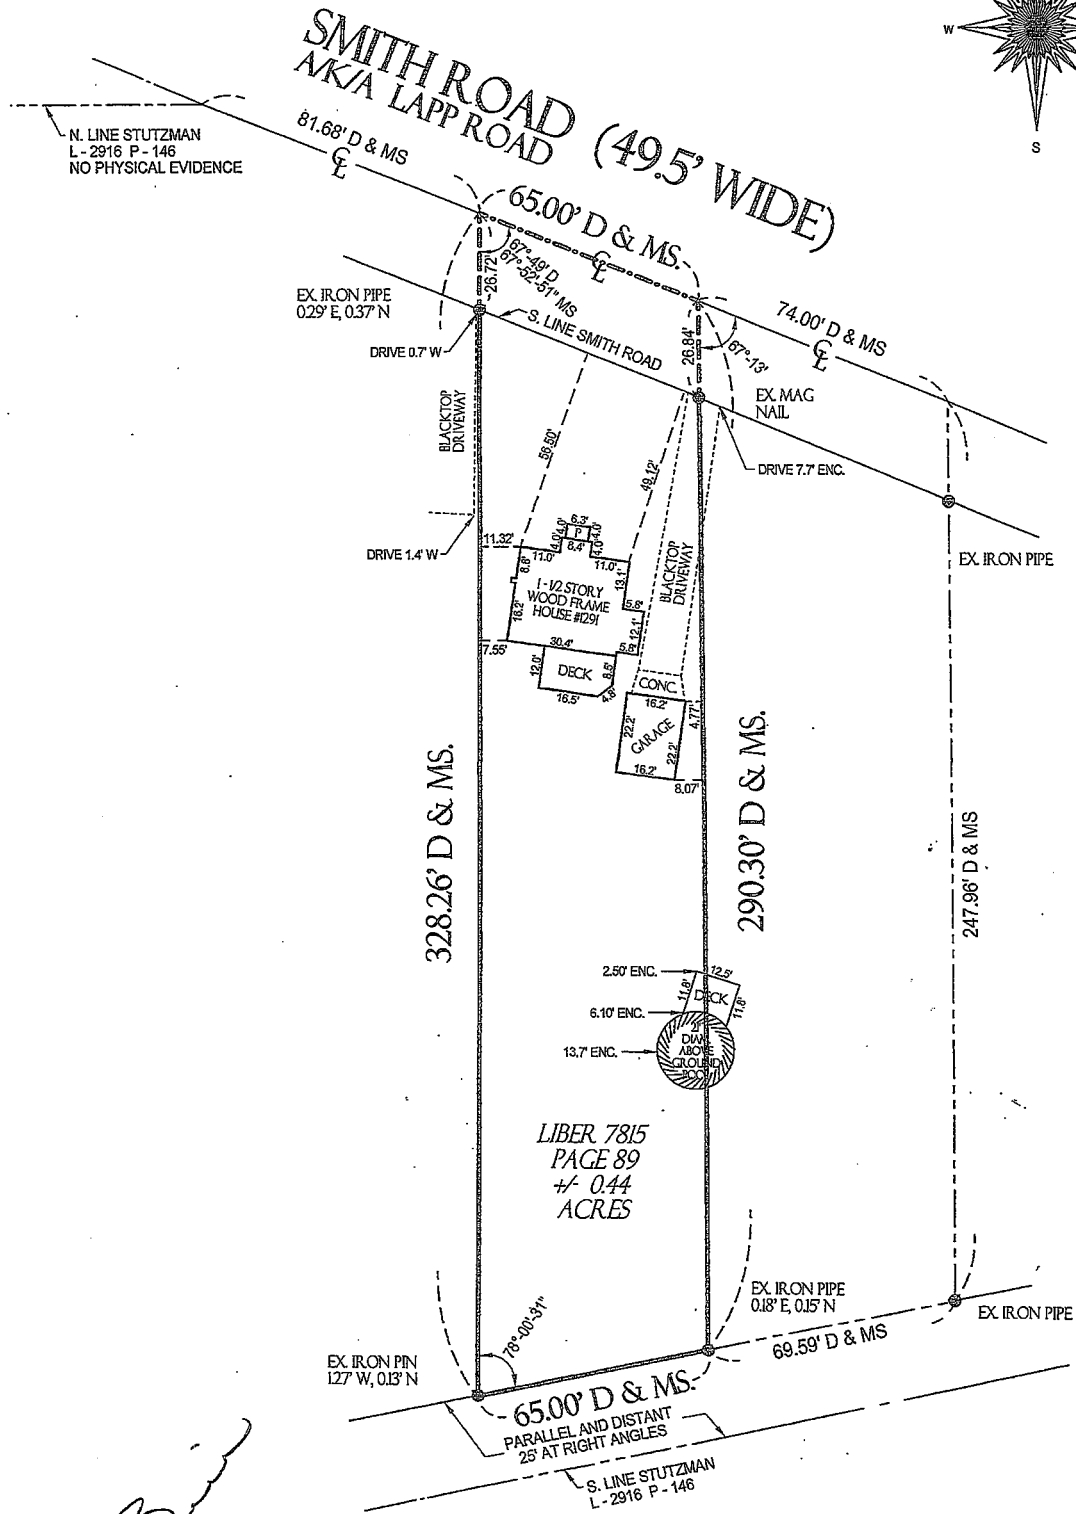 W
S
SMITH ROAD (49.5' WIDE)
A/K/A LAPP ROAD
N. LINE STUTZMAN
L - 2916 P - 146
NO PHYSICAL EVIDENCE
81.68' D & MS
C
L
65.00' D & MS.
C
L
74.00' D & MS
C
L
67°-49' D
67°-52'-51" MS
26.72'
26.84'
67°-13'
EX. IRON PIPE
0.29' E, 0.37' N
DRIVE 0.7' W
S. LINE SMITH ROAD
EX. MAG
NAIL
BLACKTOP
DRIVEWAY
56.50'
49.12'
DRIVE 7.7' ENC.
DRIVE 1.4' W
EX. IRON PIPE
11.32'
6.3'
4.0'
4.0'
P
4.0'
8.4'
4.0'
11.0'
11.0'
8.8'
13.1'
1 - 1/2 STORY
WOOD FRAME
HOUSE #1291
16.2'
5.8'
12.1'
BLACKTOP
DRIVEWAY
7.55'
30.4'
5.8'
12.0'
DECK
8.5'
16.5'
4.8'
CONC.
16.2'
4.77'
22.2'
GARAGE
22.2'
16.2'
8.07'
328.26' D & MS.
290.30' D & MS.
247.96' D & MS
2.50' ENC.
12.5'
11.8'
DECK
11.8'
6.10' ENC.
13.7' ENC.
21'
DIAM.
ABOVE
GROUND
POOL
LIBER 7815
PAGE 89
+/- 0.44
ACRES
EX. IRON PIPE
0.18' E, 0.15' N
EX. IRON PIPE
69.59' D & MS
78°-00'-31"
EX. IRON PIN
1.27' W, 0.13' N
65.00' D & MS.
PARALLEL AND DISTANT
25' AT RIGHT ANGLES
S. LINE STUTZMAN
L - 2916 P - 146